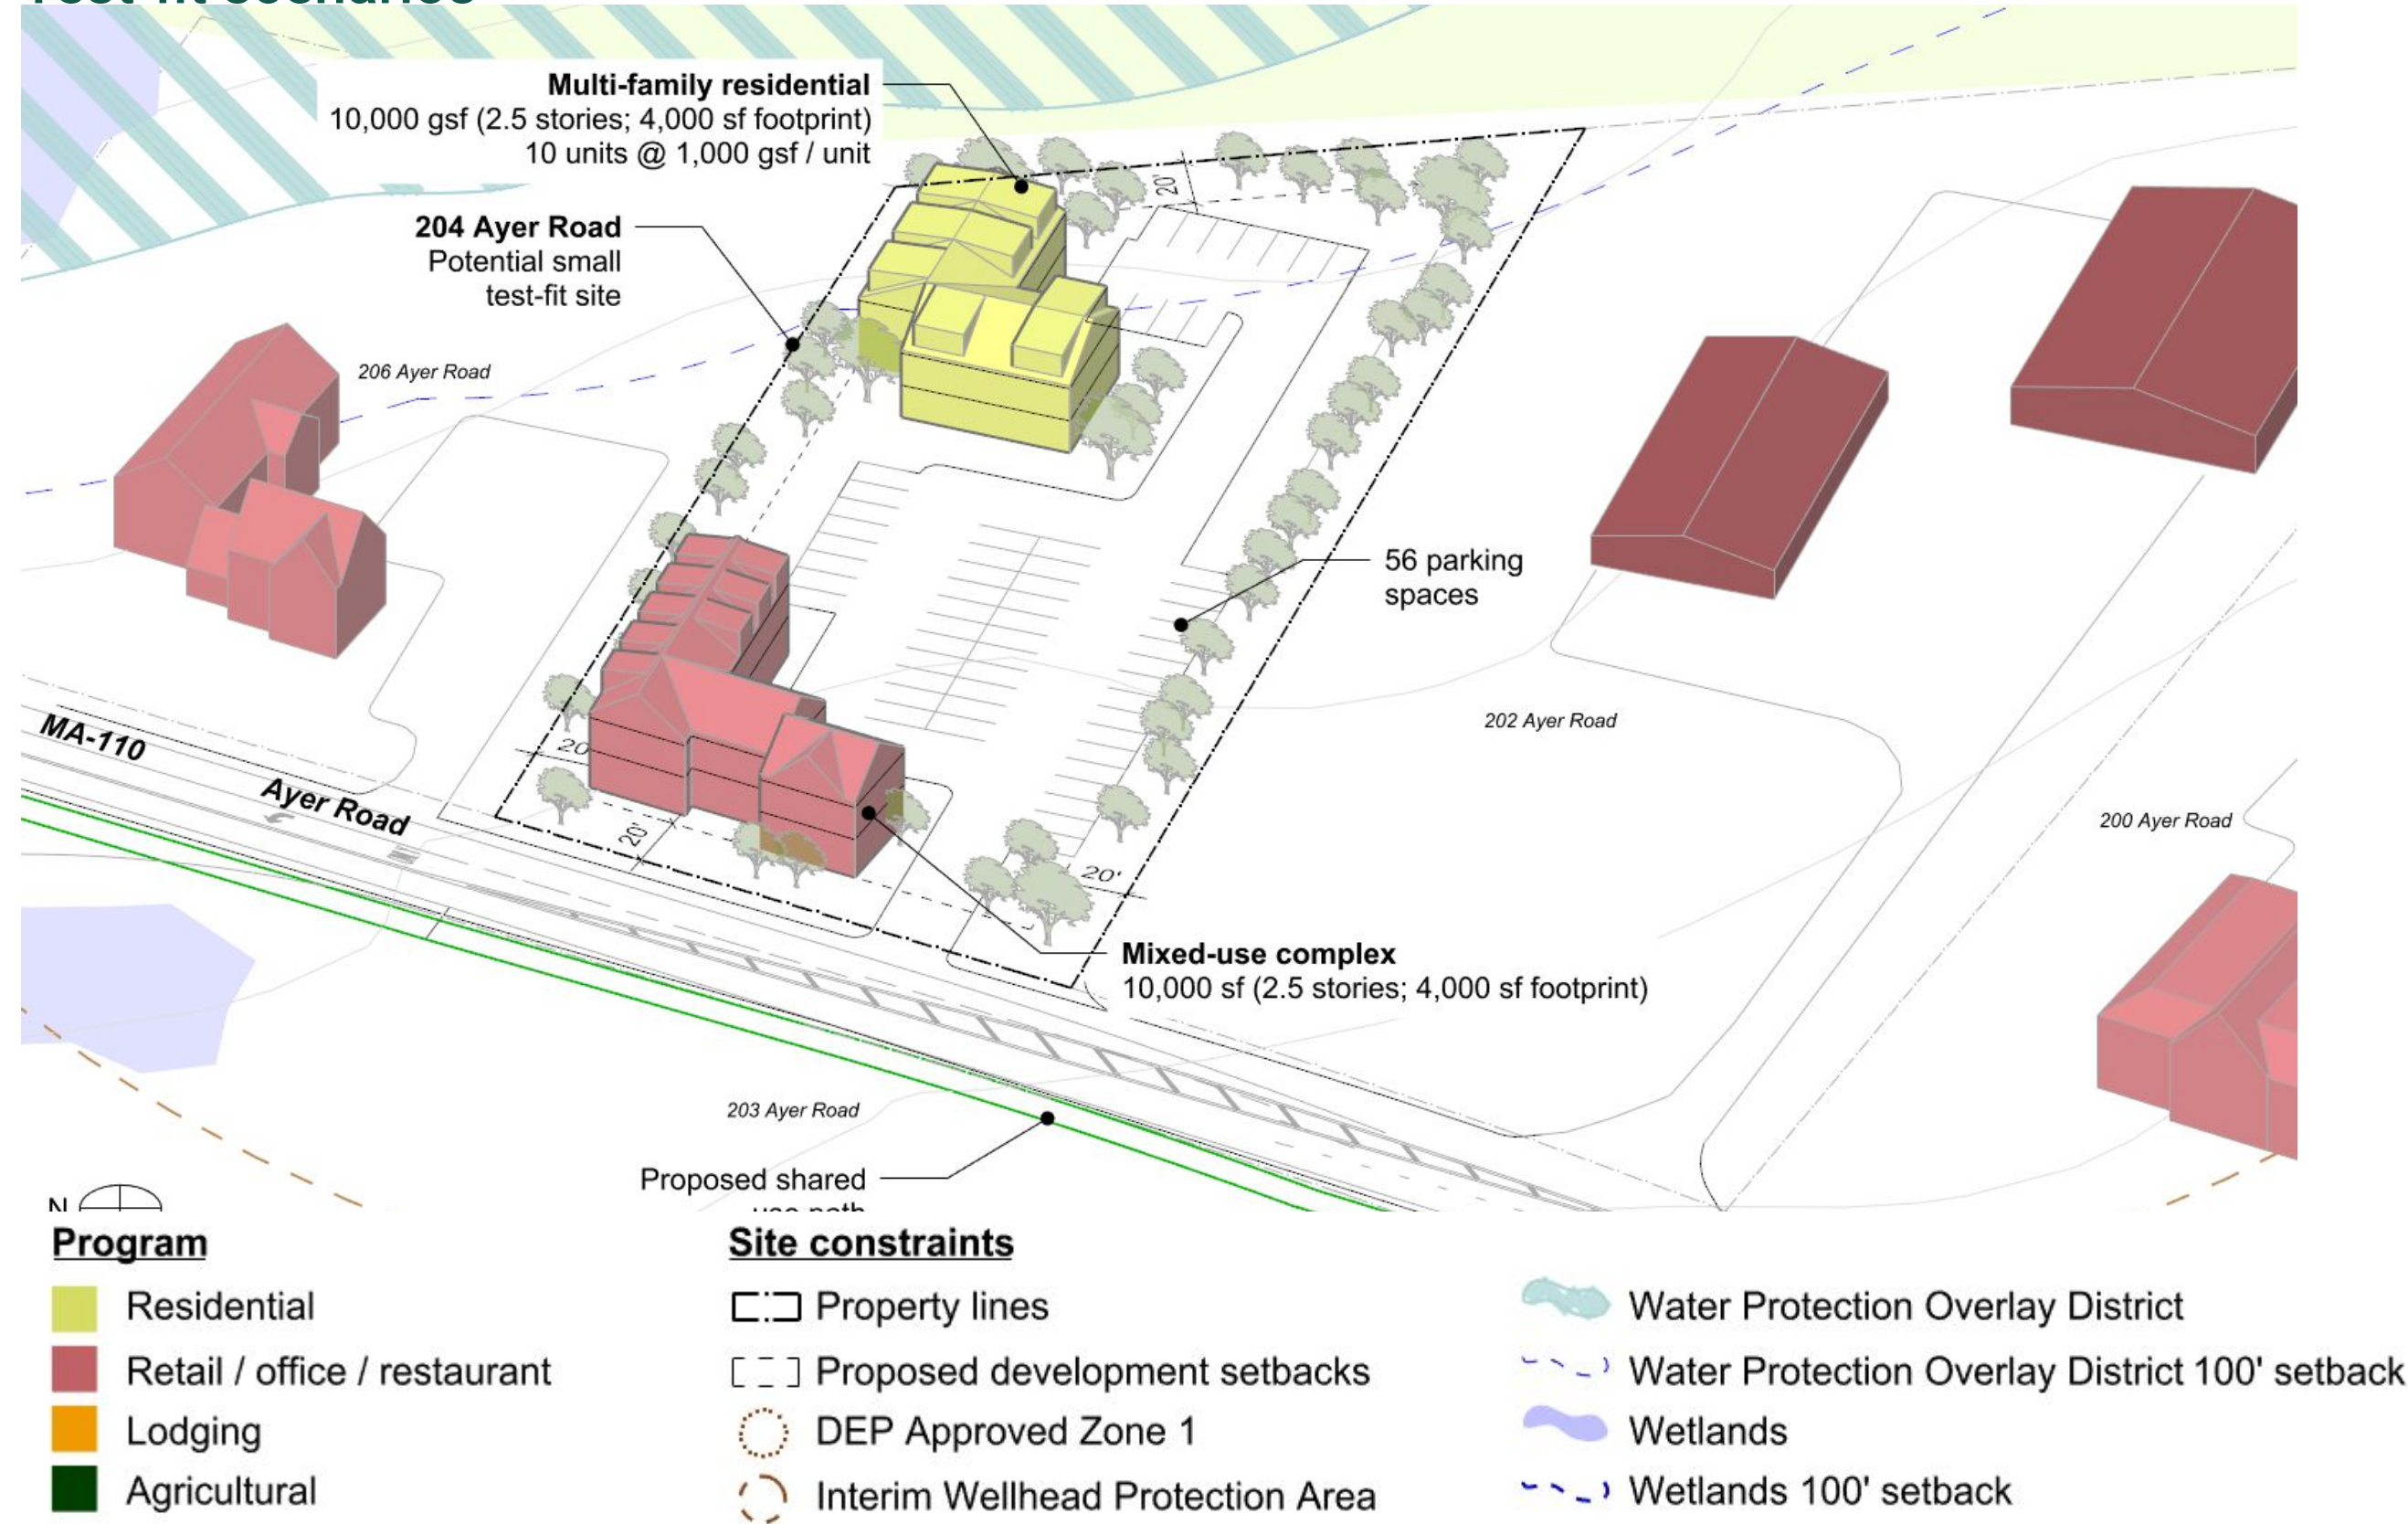 Multi-family residential
10,000 gsf (2.5 stories; 4,000 sf footprint)
10 units @ 1,000 gsf / unit
20'
204 Ayer Road
Potential small
test-fit site
206 Ayer Road
56 parking
spaces
202 Ayer Road
MA-110
Ayer Road
20
20'
20'
200 Ayer Road
Mixed-use complex
10,000 sf (2.5 stories; 4,000 sf footprint)
203 Ayer Road
Proposed shared
N
Program
Residential
Retail / office / restaurant
Lodging
Agricultural
Site constraints
Property lines
Proposed development setbacks
DEP Approved Zone 1
Interim Wellhead Protection Area
Water Protection Overlay District
Water Protection Overlay District 100' setback
Wetlands
Wetlands 100' setback